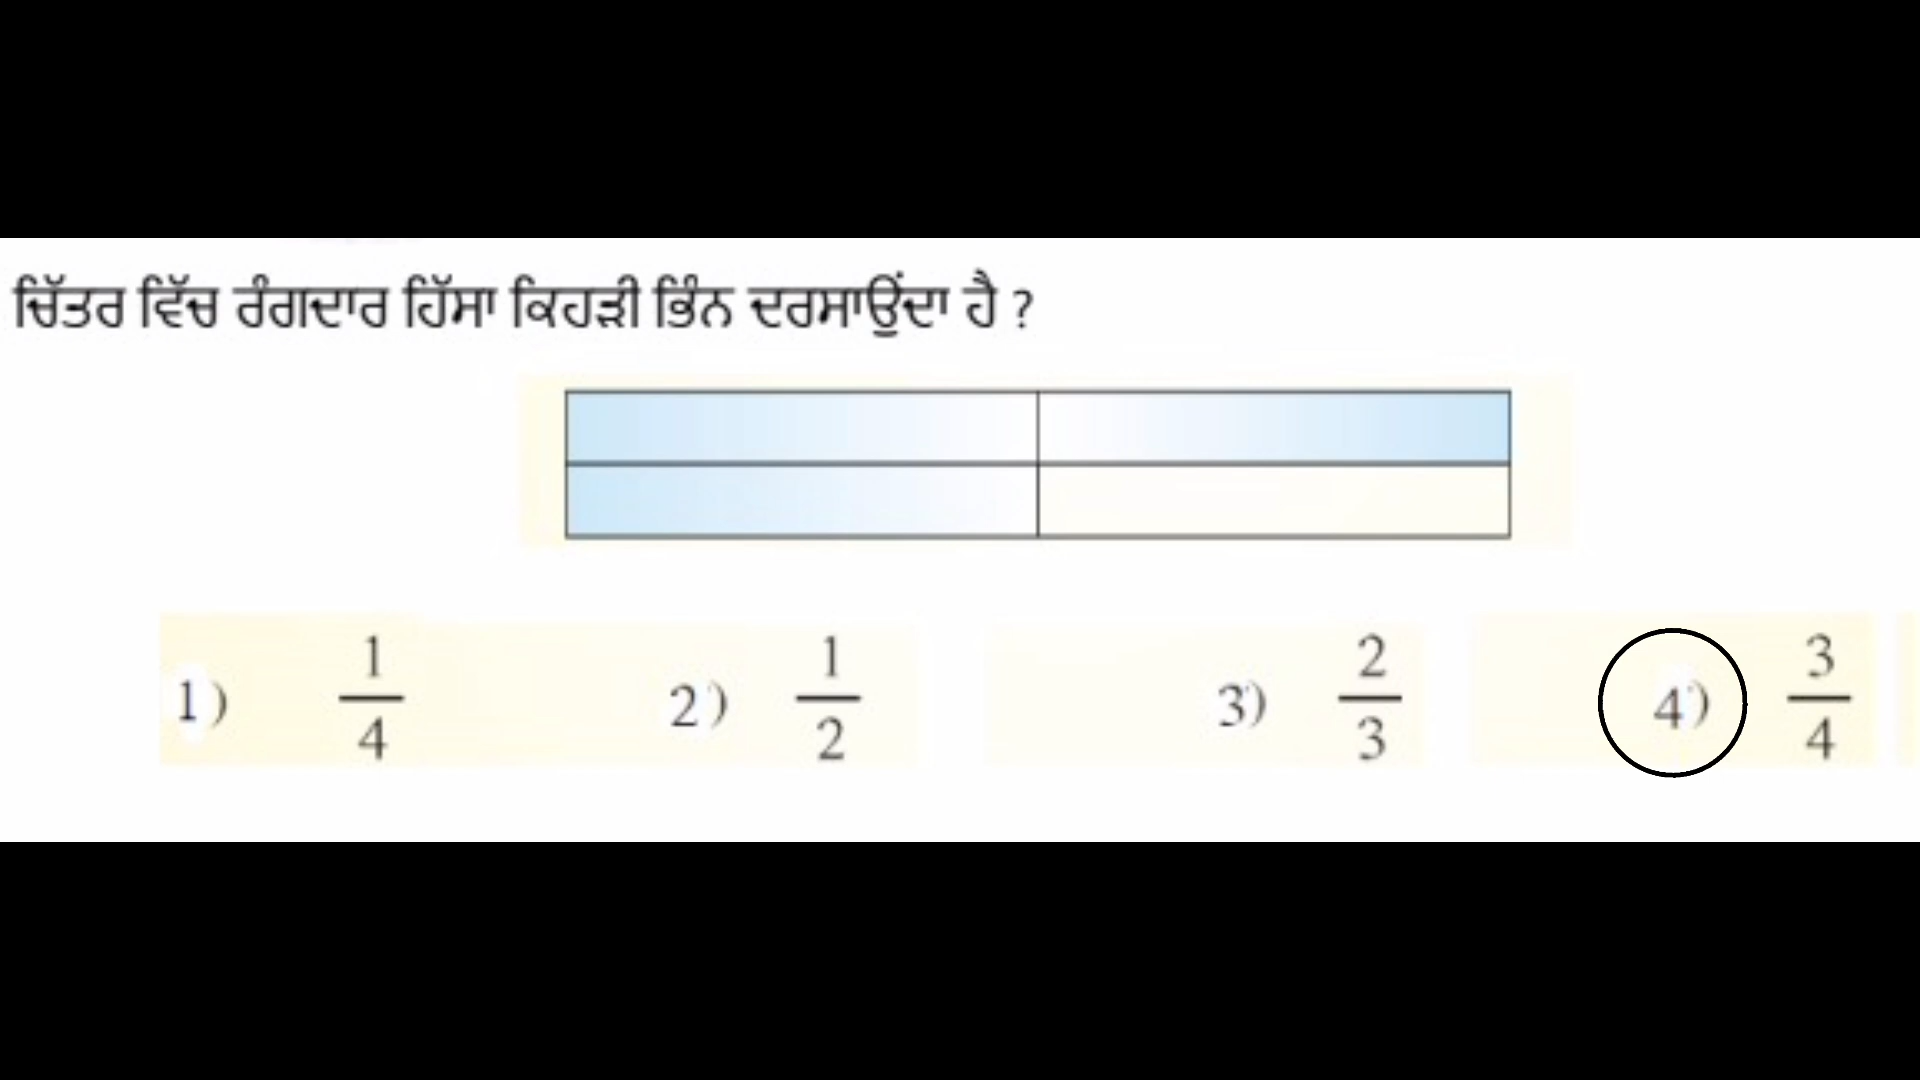 ਚਿੱਤਰ ਵਿੱਚ ਰੰਗਦਾਰ ਹਿੱਸਾ ਕਿਹੜੀ ਭਿੰਨ ਦਰਸਾਉਂਦਾ ਹੈ ?
1) 1/4 2) 1/2 3) 2/3 4) 3/4